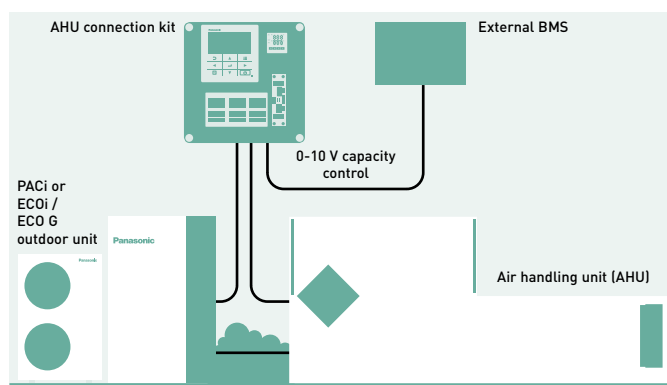 AHU connection kit
External BMS
0-10 V capacity
control
PACi or
ECOi /
ECO G
outdoor unit
Panasonic
Panasonic
Air handling unit (AHU)